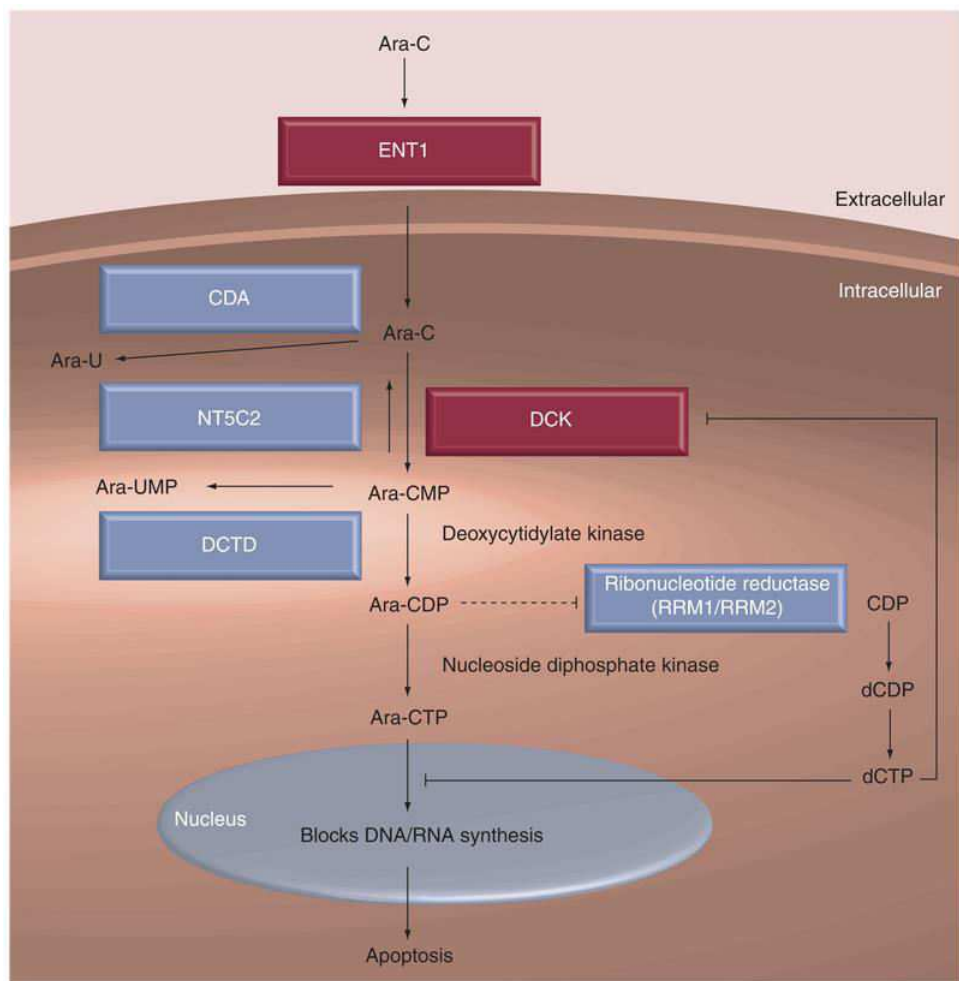 Ara-C
ENT1
Extracellular
Intracellular
CDA
Ara-C
Ara-U
NT5C2
DCK
Ara-UMP
Ara-CMP
DCTD
Deoxycytidylate kinase
Ribonucleotide reductase
(RRM1/RRM2)
Ara-CDP
CDP
Nucleoside diphosphate kinase
dCDP
Ara-CTP
dCTP
Nucleus
Blocks DNA/RNA synthesis
Apoptosis